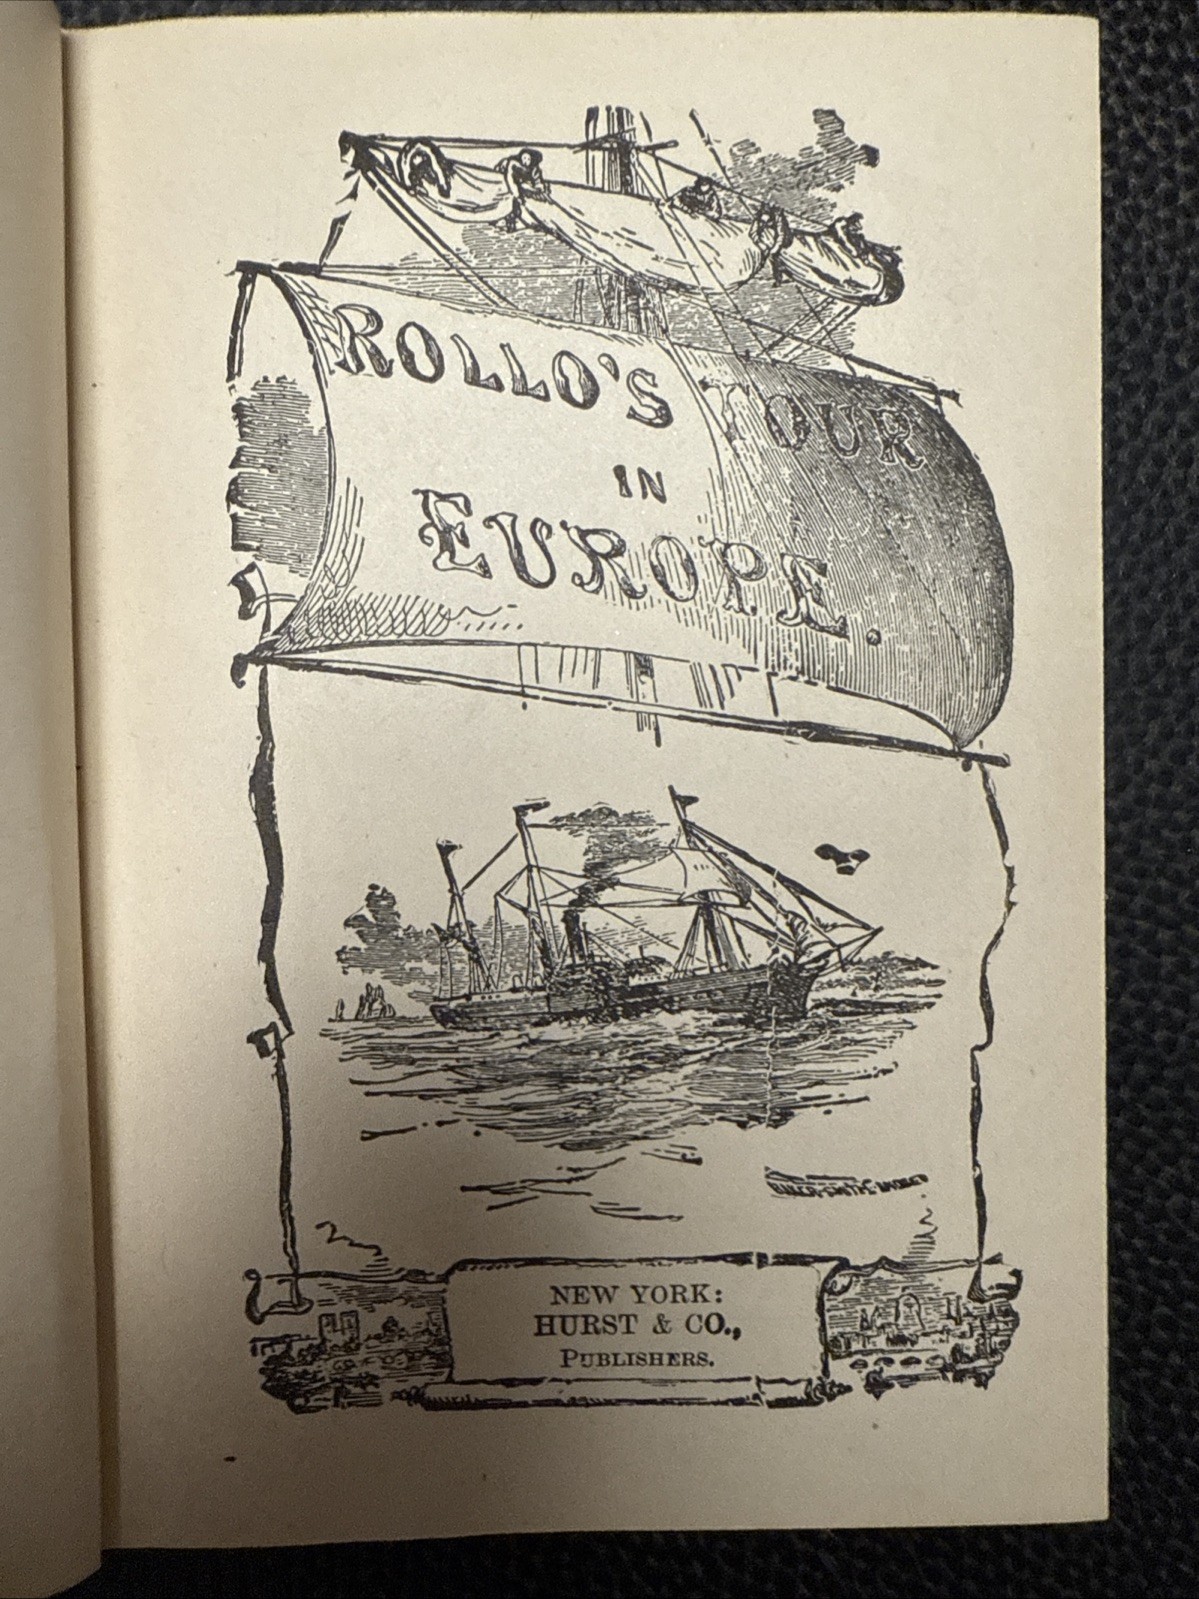 ROLLO'S TOUR
IN
EUROPE.
NEW YORK:
HURST & CO.,
PUBLISHERS.